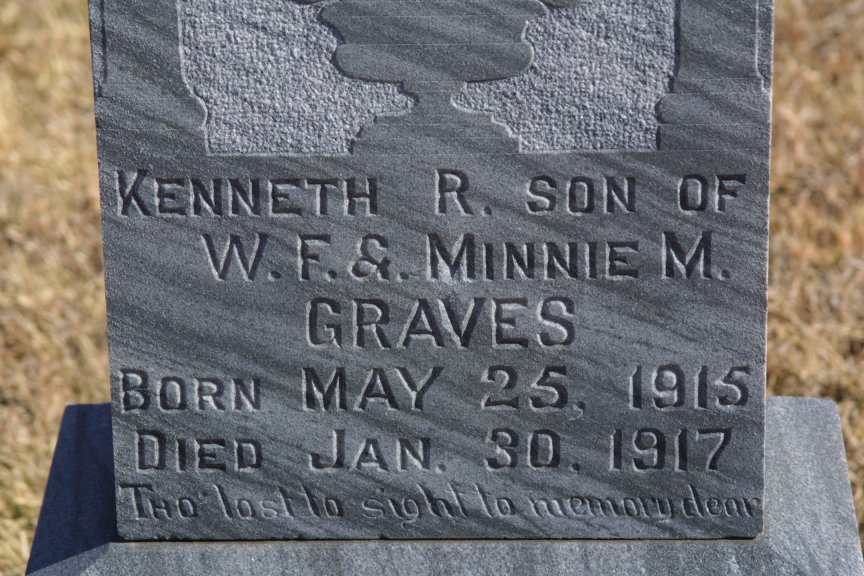 KENNETH R. SON OF
W. F. &. MINNIE M.
GRAVES
BORN MAY 25, 1915
DIED JAN. 30. 1917
Tho' lost to sight to memory dear